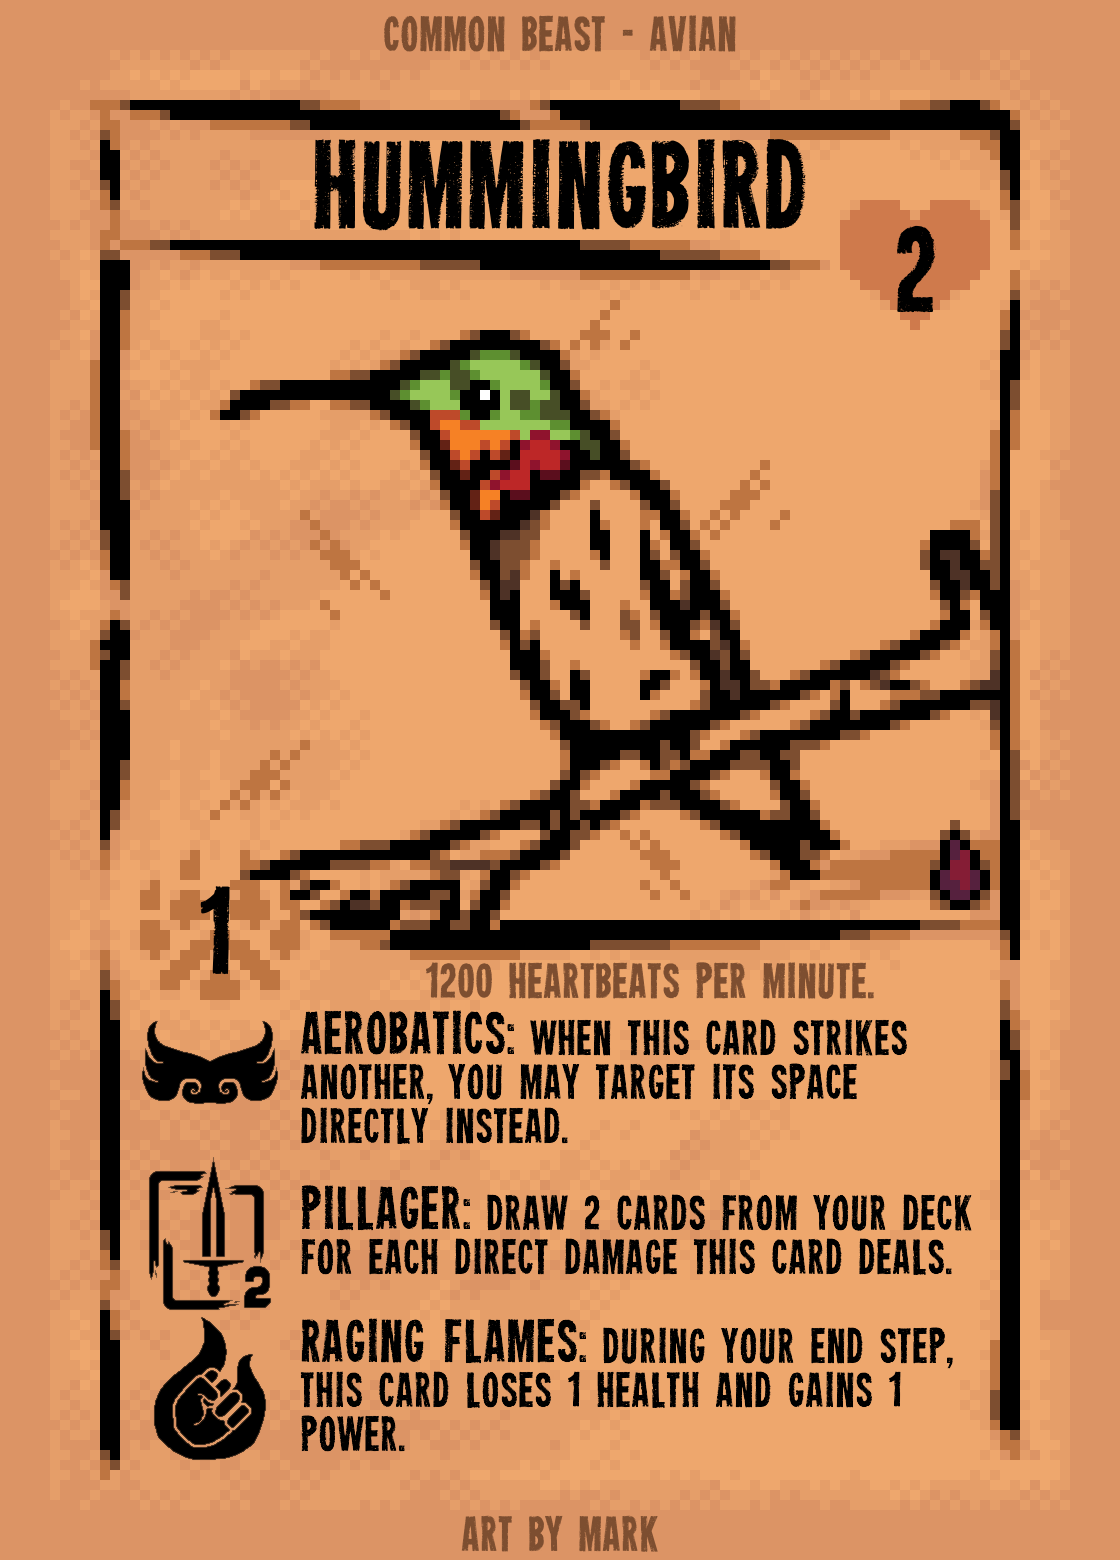 COMMON BEAST - AVIAN
HUMMINGBIRD
2
1
1200 HEARTBEATS PER MINUTE.
AEROBATICS: WHEN THIS CARD STRIKES
ANOTHER, YOU MAY TARGET ITS SPACE
DIRECTLY INSTEAD.
PILLAGER: DRAW 2 CARDS FROM YOUR DECK
FOR EACH DIRECT DAMAGE THIS CARD DEALS.
2
RAGING FLAMES: DURING YOUR END STEP,
THIS CARD LOSES 1 HEALTH AND GAINS 1
POWER.
ART BY MARK